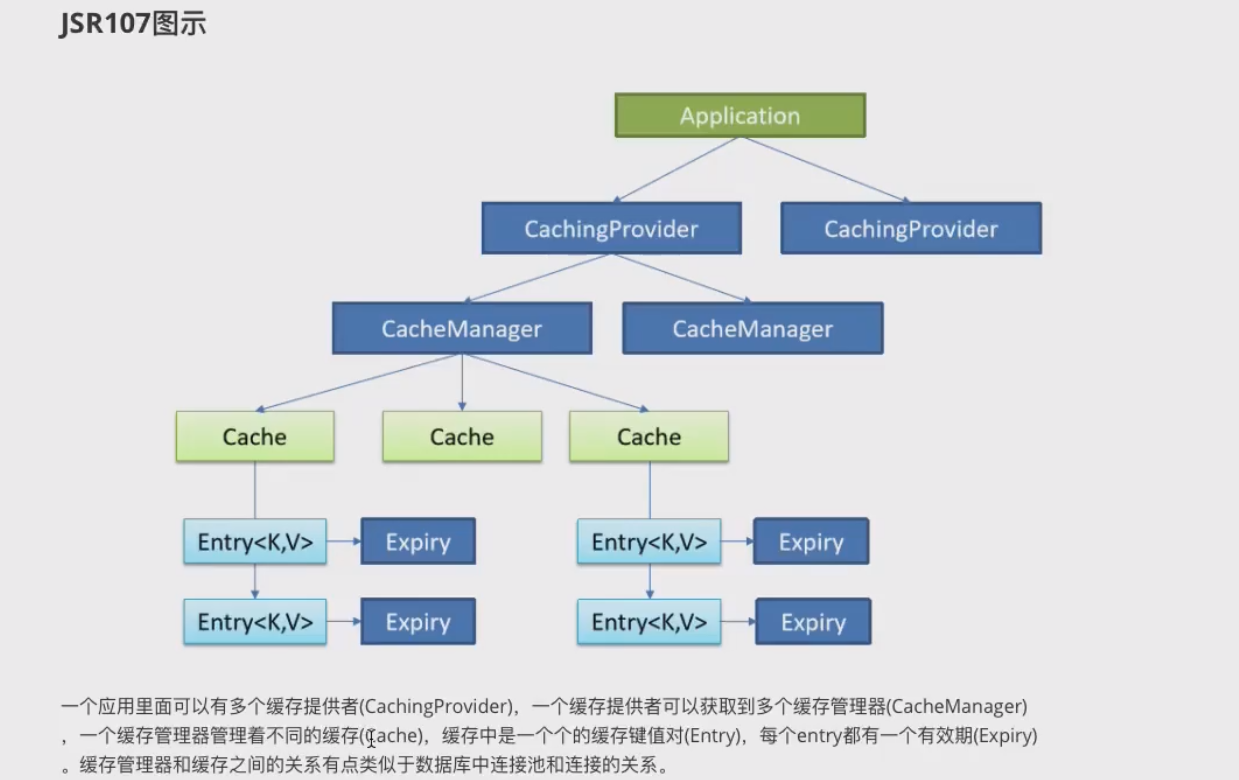 JSR107图示
Application
CachingProvider CachingProvider
CacheManager CacheManager
Cache Cache Cache
Entry<K,V> Expiry Entry<K,V> Expiry
Entry<K,V> Expiry Entry<K,V> Expiry
一个应用里面可以有多个缓存提供者(CachingProvider)，一个缓存提供者可以获取到多个缓存管理器(CacheManager)
，一个缓存管理器管理着不同的缓存(Cache)，缓存中是一个个的缓存键值对(Entry)，每个entry都有一个有效期(Expiry)
。缓存管理器和缓存之间的关系有点类似于数据库中连接池和连接的关系。